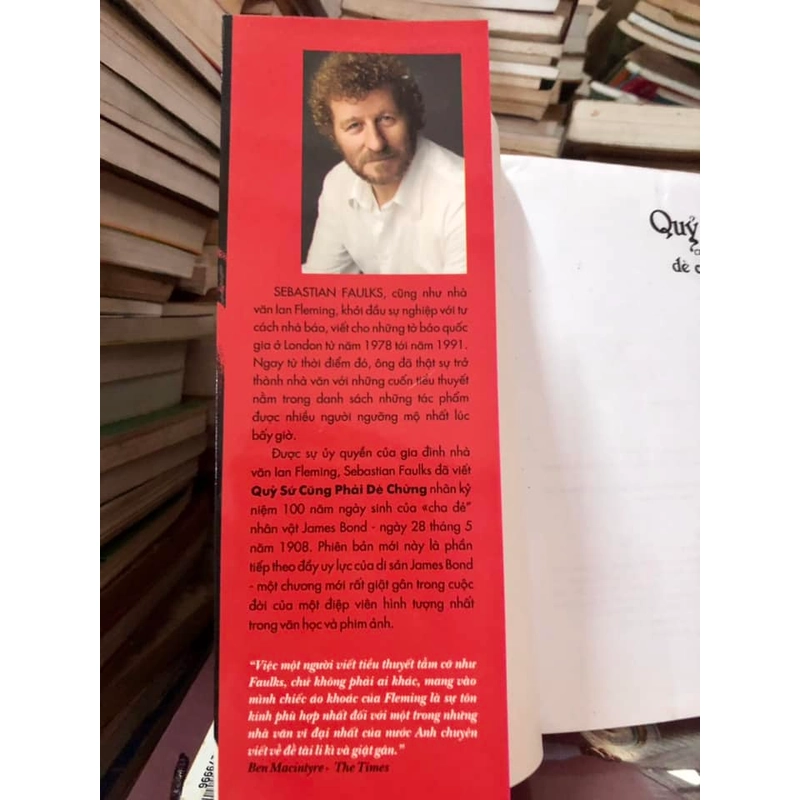 SEBASTIAN FAULKS, cũng như nhà
văn Ian Fleming, khởi đầu sự nghiệp với tư
cách nhà báo, viết cho những tờ báo quốc
gia ở London từ năm 1978 tới năm 1991.
Ngay từ thời điểm đó, ông đã thật sự trở
thành nhà văn với những cuốn tiểu thuyết
nằm trong danh sách những tác phẩm
được nhiều người ngưỡng mộ nhất lúc
bấy giờ.
Được sự ủy quyền của gia đình nhà
văn Ian Fleming, Sebastian Faulks đã viết
Quỷ Sứ Cũng Phải Dè Chừng nhân kỷ
niệm 100 năm ngày sinh của «cha đẻ"
nhân vật James Bond - ngày 28 tháng 5
năm 1908. Phiên bản mới này là phần
tiếp theo đầy uy lực của di sản James Bond
- một chương mới rất giật gân trong cuộc
đời của một điệp viên hình tượng nhất
trong văn học và phim ảnh.
"Việc một người viết tiểu thuyết tầm cỡ như
Faulks, chứ không phải ai khác, mang vào
mình chiếc áo khoác của Fleming là sự tôn
kính phù hợp nhất đối với một trong những
nhà văn vĩ đại nhất của nước Anh chuyên
viết về đề tài li kì và giật gân."
Ben Macintyre - The Times
Quỷ
dè c